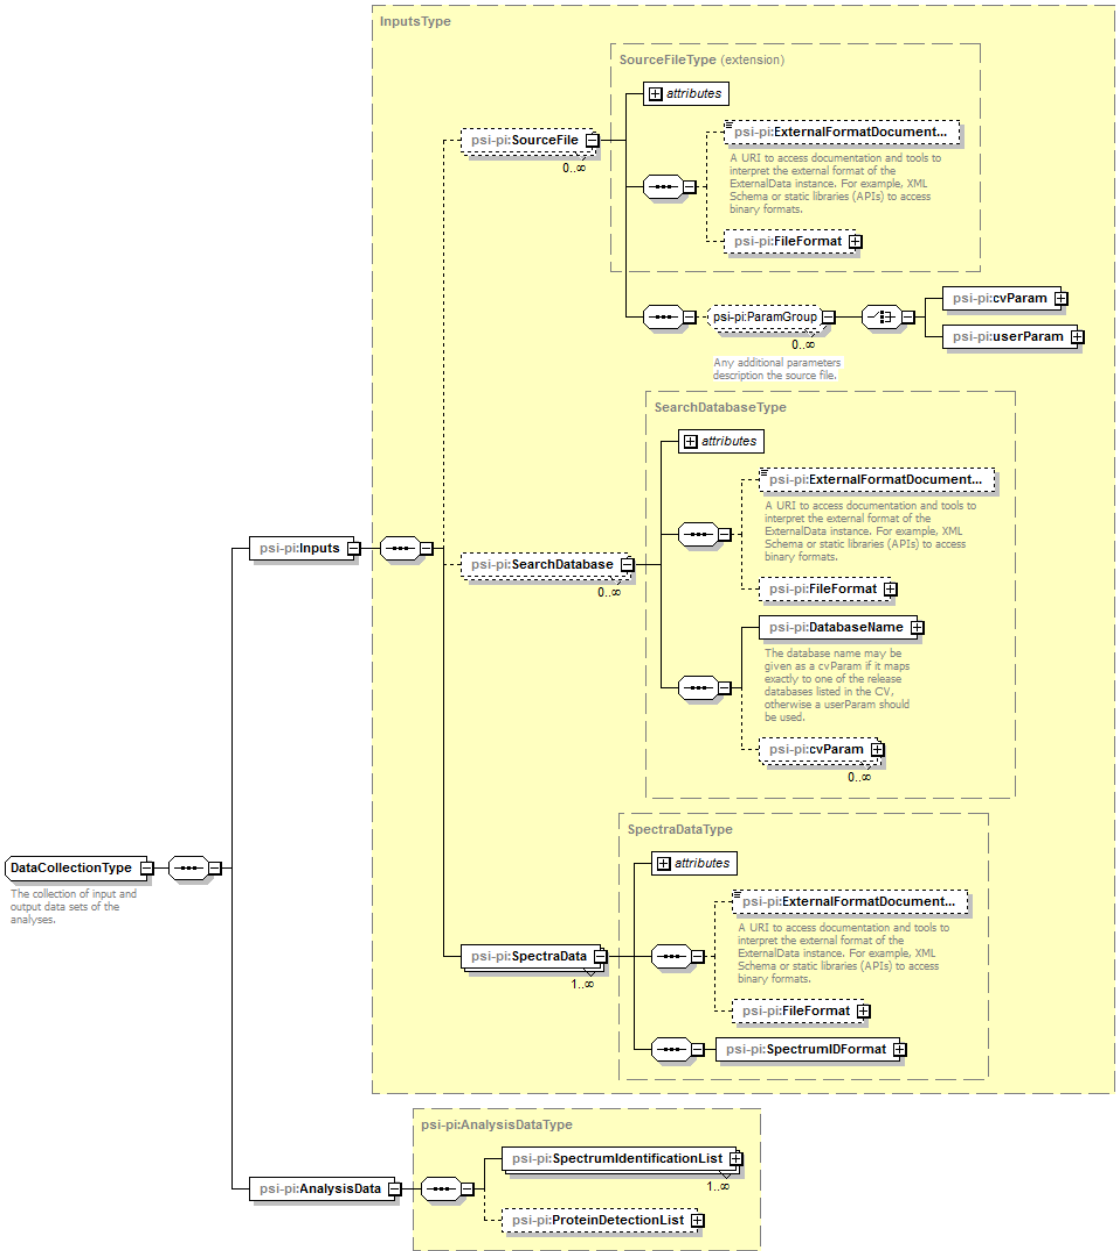 InputsType
SourceFileType (extension)
attributes
psi-pi:ExternalFormatDocument...
A URI to access documentation and tools to
interpret the external format of the
ExternalData instance. For example, XML
Schema or static libraries (APIs) to access
binary formats.
psi-pi:FileFormat
psi-pi:SourceFile
0..∞
psi-pi:ParamGroup
0..∞
Any additional parameters
description the source file.
psi-pi:cvParam
psi-pi:userParam
SearchDatabaseType
attributes
psi-pi:ExternalFormatDocument...
A URI to access documentation and tools to
interpret the external format of the
ExternalData instance. For example, XML
Schema or static libraries (APIs) to access
binary formats.
psi-pi:FileFormat
psi-pi:Inputs
psi-pi:SearchDatabase
0..∞
psi-pi:DatabaseName
The database name may be
given as a cvParam if it maps
exactly to one of the release
databases listed in the CV,
otherwise a userParam should
be used.
psi-pi:cvParam
0..∞
SpectraDataType
attributes
psi-pi:ExternalFormatDocument...
A URI to access documentation and tools to
interpret the external format of the
ExternalData instance. For example, XML
Schema or static libraries (APIs) to access
binary formats.
psi-pi:FileFormat
DataCollectionType
The collection of input and
output data sets of the
analyses.
psi-pi:SpectraData
1..∞
psi-pi:SpectrumIDFormat
psi-pi:AnalysisDataType
psi-pi:SpectrumIdentificationList
1..∞
psi-pi:AnalysisData
psi-pi:ProteinDetectionList